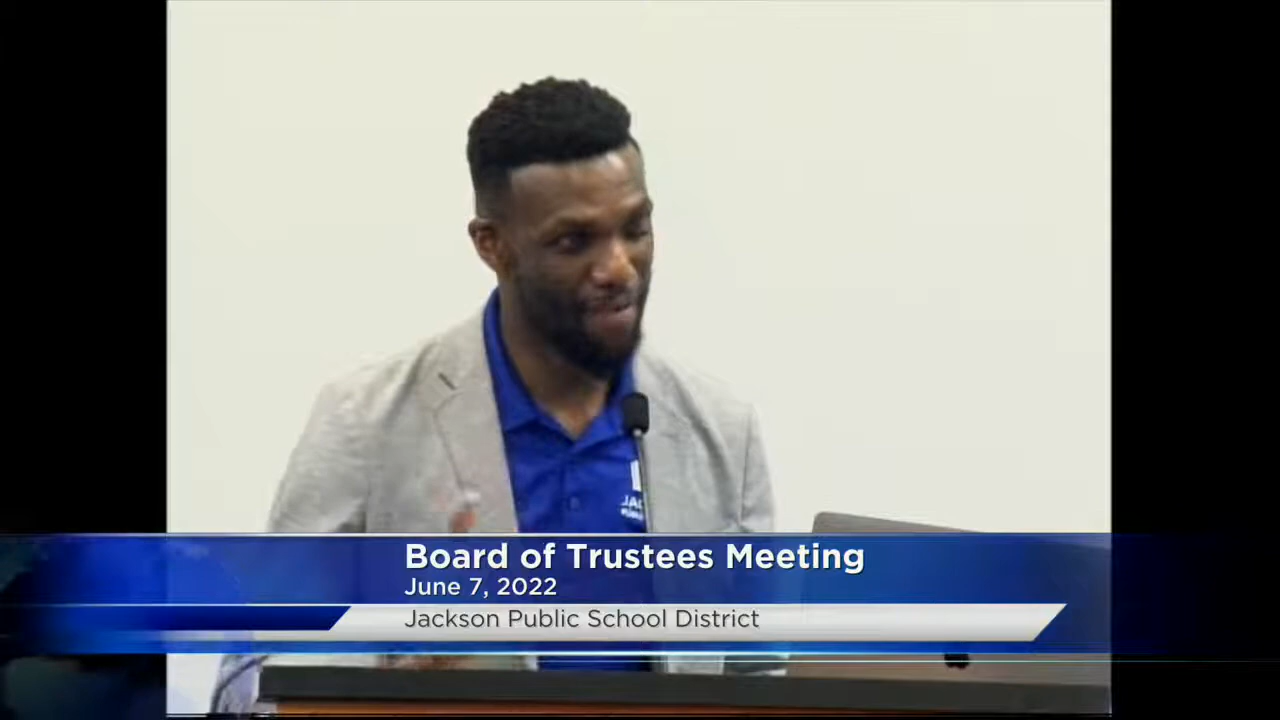 Board of Trustees Meeting
June 7, 2022
Jackson Public School District